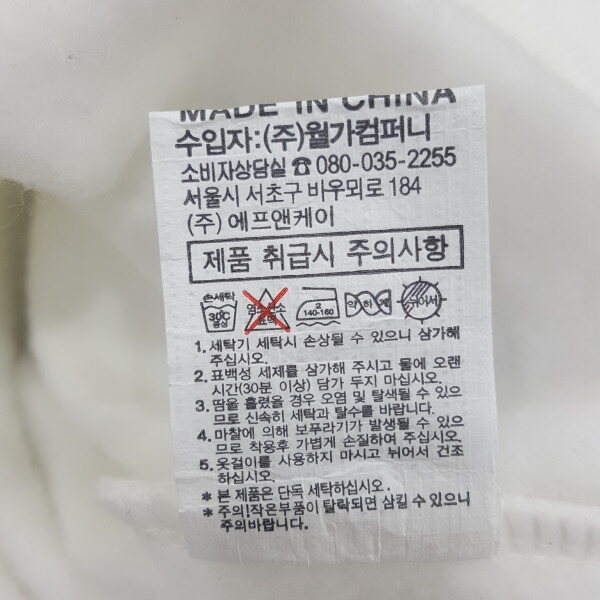 MADE IN CHINA
수입자:(주)월가컴퍼니
소비자상담실 ☎ 080-035-2255
서울시 서초구 바우뫼로 184
(주) 에프앤케이
제품 취급시 주의사항
손세탁
30℃
중성
염소
표백
2
140-160
약하게
뉘어서
1. 세탁기 세탁시 손상될 수 있으니 삼가해
주십시오.
2. 표백성 세제를 삼가해 주시고 물에 오랜
시간(30분 이상) 담가 두지 마십시오.
3. 땀을 흘렸을 경우 오염 및 탈색될 수 있으
므로 신속히 세탁과 탈수를 바랍니다.
4. 마찰에 의해 보푸라기가 발생될 수 있으
므로 착용후 가볍게 손질하여 주십시오.
5. 옷걸이를 사용하지 마시고 뉘어서 건조
하십시오.
* 본 제품은 단독 세탁하십시오.
* 주의!작은부품이 탈락되면 삼킬 수 있으니
주의바랍니다.